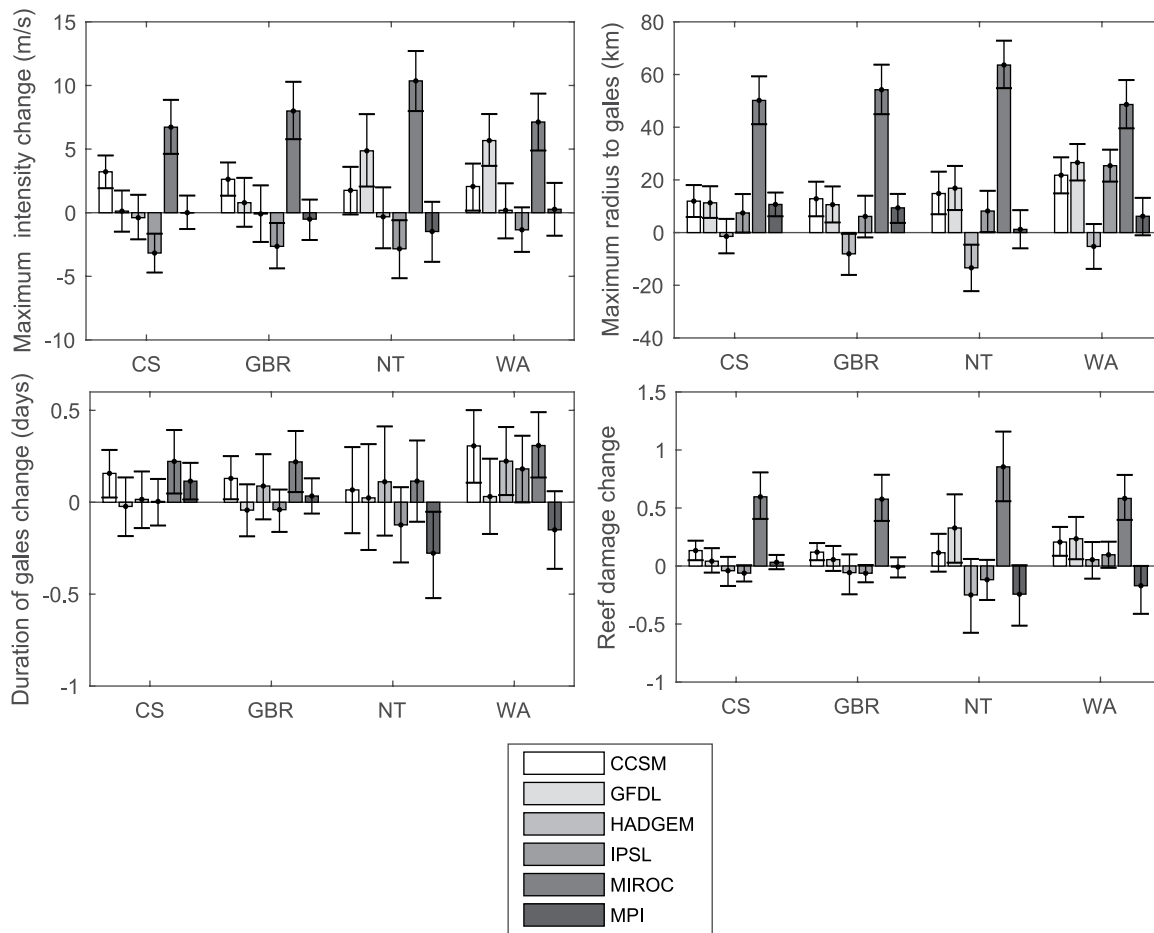 Maximum intensity change (m/s)
15
10
5
0
-5
-10
CS GBR NT WA
Maximum radius to gales (km)
80
60
40
20
0
-20
-40
CS GBR NT WA
Duration of gales change (days)
0.5
0
-0.5
-1
CS GBR NT WA
Reef damage change
1.5
1
0.5
0
-0.5
-1
CS GBR NT WA
CCSM
GFDL
HADGEM
IPSL
MIROC
MPI